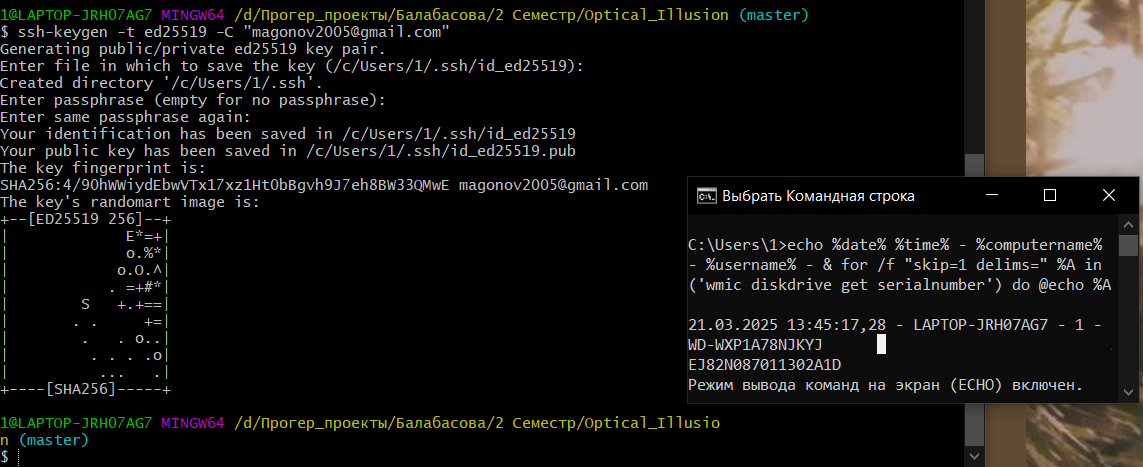 1@LAPTOP-JRH07AG7 MINGW64 /d/Прогер_проекты/Балабасова/2 Семестр/Optical_Illusion (master)
$ ssh-keygen -t ed25519 -C "magonov2005@gmail.com"
Generating public/private ed25519 key pair.
Enter file in which to save the key (/c/Users/1/.ssh/id_ed25519):
Created directory '/c/Users/1/.ssh'.
Enter passphrase (empty for no passphrase):
Enter same passphrase again:
Your identification has been saved in /c/Users/1/.ssh/id_ed25519
Your public key has been saved in /c/Users/1/.ssh/id_ed25519.pub
The key fingerprint is:
SHA256:4/90hWWiydEbwVTx17xz1Ht0bBgvh9J7eh8BW33QMwE magonov2005@gmail.com
The key's randomart image is:
+--[ED25519 256]--+
|              E*=+|
|              o.%*|
|             o.O.^|
|            . =+#*|
|         S   +.+==|
|        . .     +=|
|         .   . o..|
|          . . . .o|
|           ...   .|
+----[SHA256]-----+
1@LAPTOP-JRH07AG7 MINGW64 /d/Прогер_проекты/Балабасова/2 Семестр/Optical_Illusio
n (master)
$
Выбрать Командная строка
C:\Users\1>echo %date% %time% - %computername%
- %username% - & for /f "skip=1 delims=" %A in
('wmic diskdrive get serialnumber') do @echo %A
21.03.2025 13:45:17,28 - LAPTOP-JRH07AG7 - 1 -
WD-WXP1A78NJKYJ
EJ82N087011302A1D
Режим вывода команд на экран (ECHO) включен.